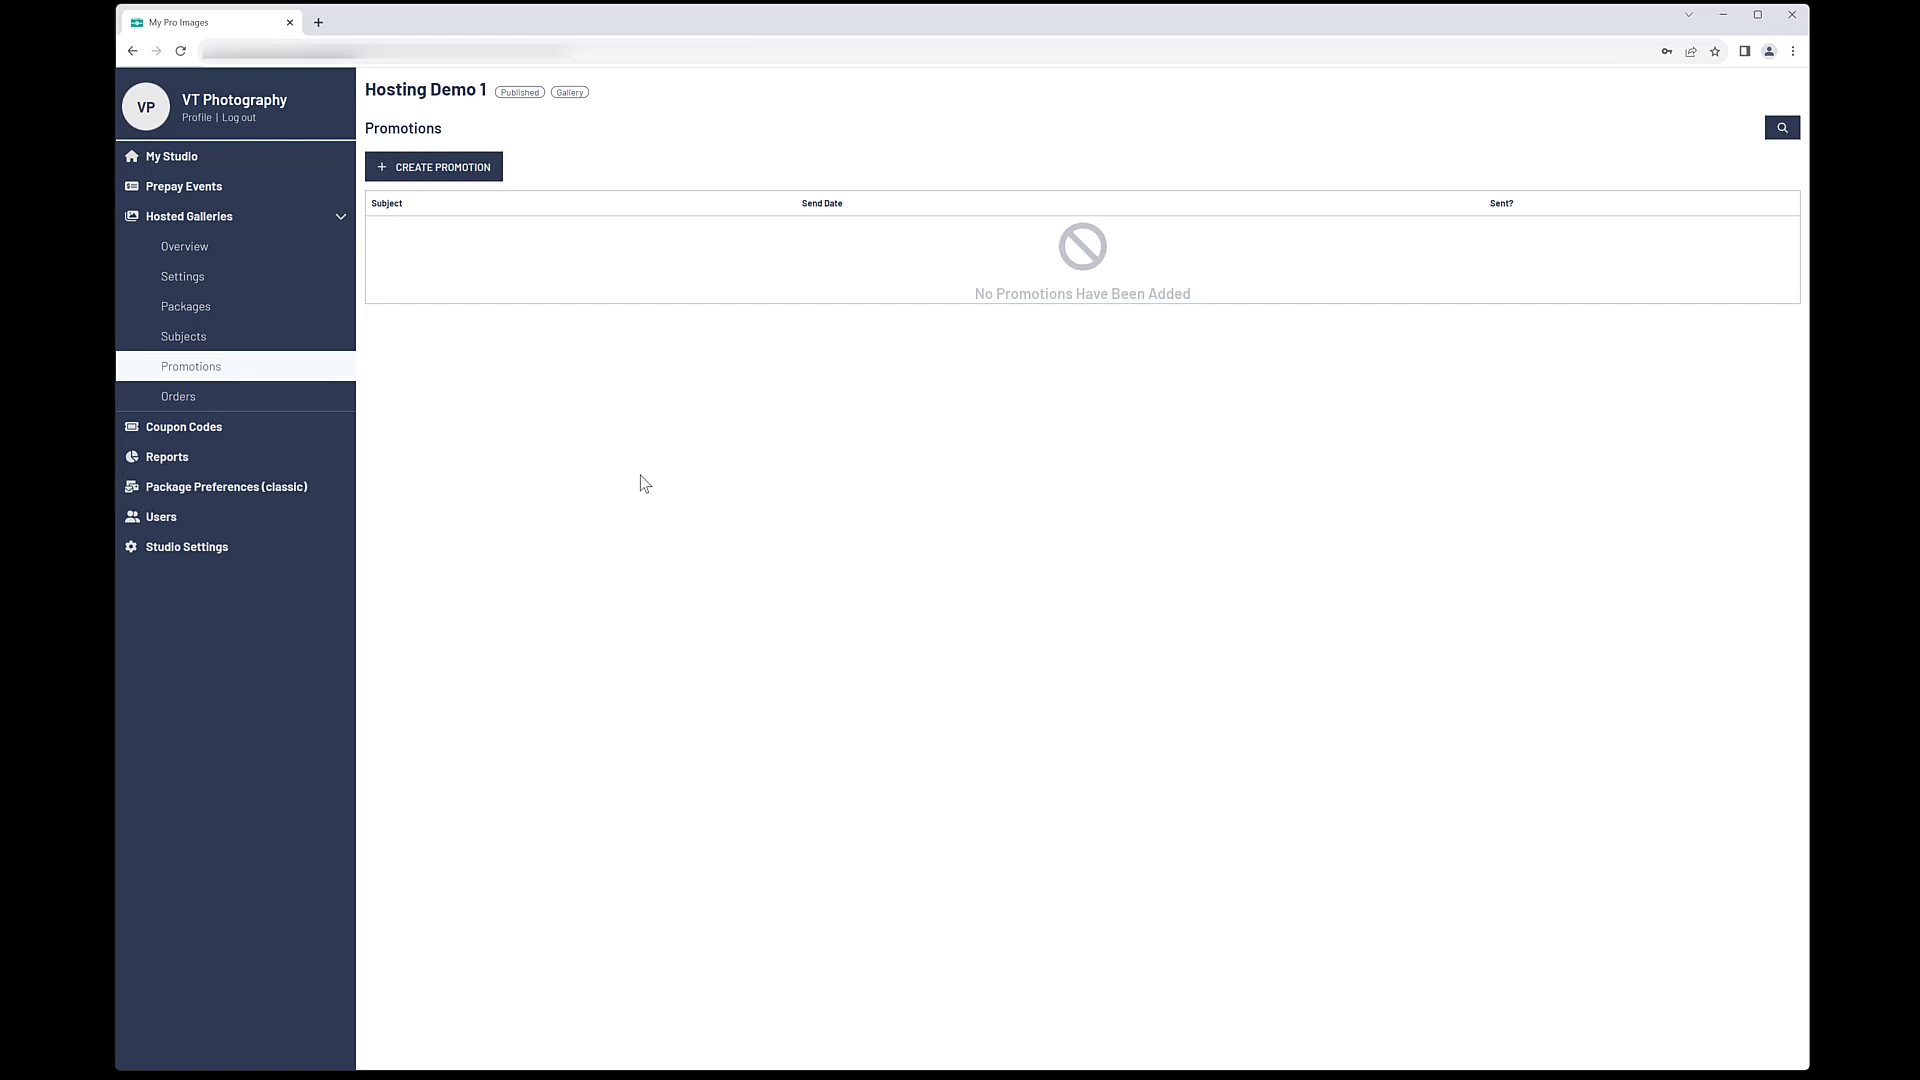 My Pro Images
VP
VT Photography
Profile | Log out
My Studio
Prepay Events
Hosted Galleries
Overview
Settings
Packages
Subjects
Promotions
Orders
Coupon Codes
Reports
Package Preferences (classic)
Users
Studio Settings
Hosting Demo 1 Published Gallery
Promotions
+ CREATE PROMOTION
Subject Send Date Sent?
No Promotions Have Been Added